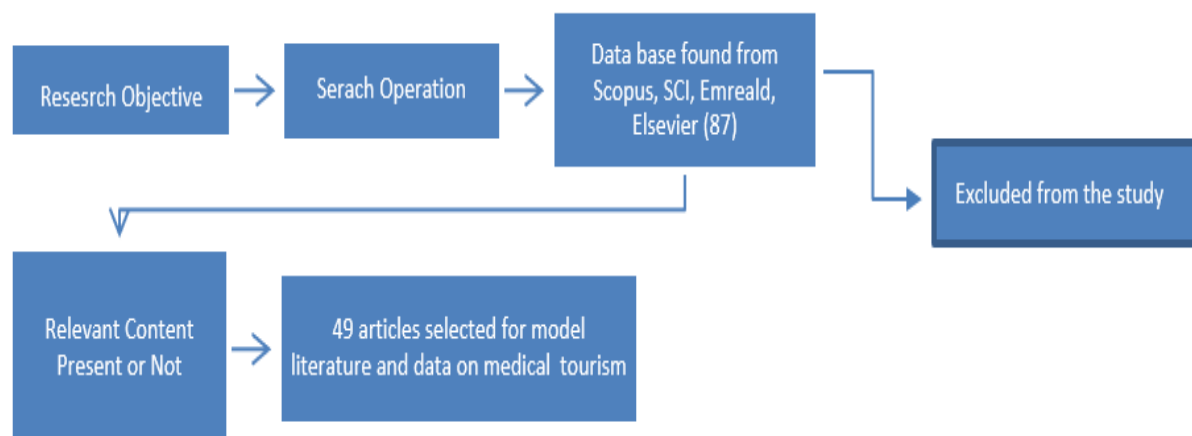 Resesrch Objective
Serach Operation
Data base found from
Scopus, SCI, Emreald,
Elsevier (87)
Excluded from the study
Relevant Content
Present or Not
49 articles selected for model
literature and data on medical tourism